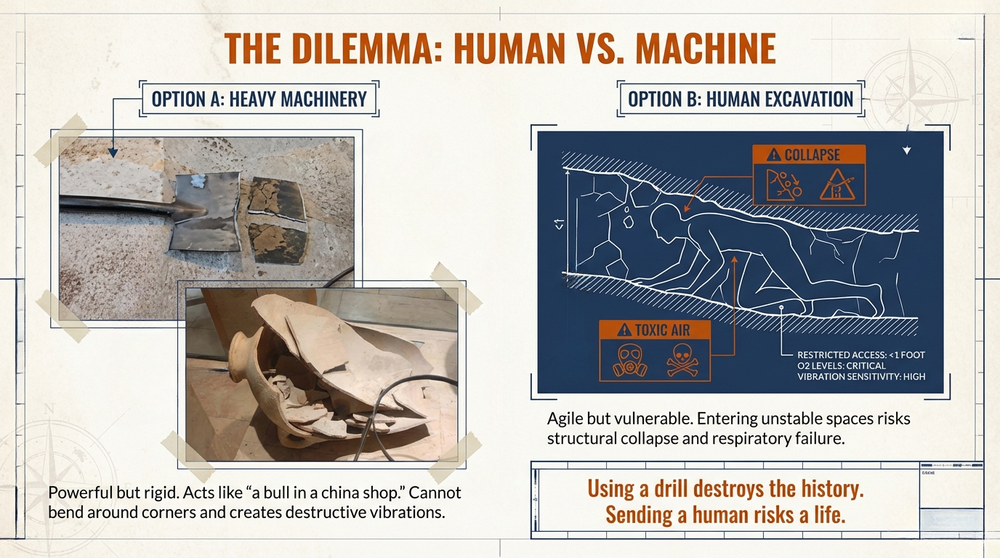 THE DILEMMA: HUMAN VS. MACHINE
OPTION A: HEAVY MACHINERY
Powerful but rigid. Acts like “a bull in a china shop.” Cannot
bend around corners and creates destructive vibrations.
OPTION B: HUMAN EXCAVATION
COLLAPSE
<1
TOXIC AIR
RESTRICTED ACCESS: <1 FOOT
O2 LEVELS: CRITICAL
VIBRATION SENSITIVITY: HIGH
Agile but vulnerable. Entering unstable spaces risks
structural collapse and respiratory failure.
Using a drill destroys the history.
Sending a human risks a life.
N